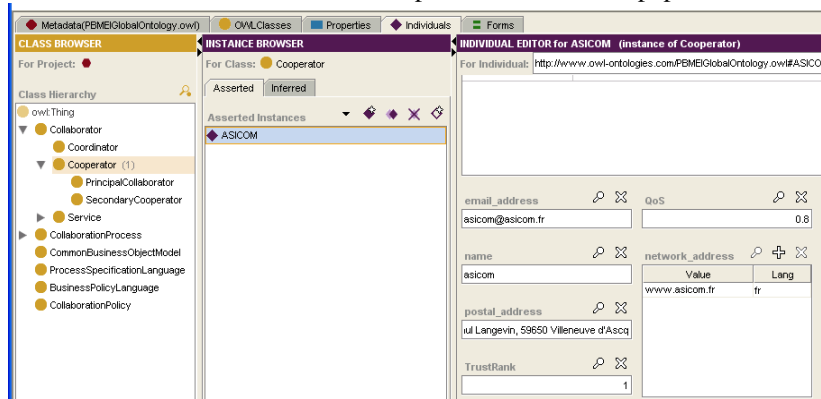 Metadata(PBMEIGlobalOntology.owl) OWLClasses Properties Individuals Forms
CLASS BROWSER
For Project:
Class Hierarchy
owl:Thing
Collaborator
Coordinator
Cooperator (1)
PrincipalCollaborator
SecondaryCooperator
Service
CollaborationProcess
CommonBusinessObjectModel
ProcessSpecificationLanguage
BusinessPolicyLanguage
CollaborationPolicy
INSTANCE BROWSER
For Class: Cooperator
Asserted Inferred
Asserted Instances
ASICOM
INDIVIDUAL EDITOR for ASICOM (instance of Cooperator)
For Individual: http://www.owl-ontologies.com/PBMEIGlobalOntology.owl#ASICO
email_address
asicom@asicom.fr
name
asicom
postal_address
ul Langevin, 59650 Villeneuve d'Ascq
TrustRank
1
QoS
0.8
network_address
Value Lang
www.asicom.fr fr